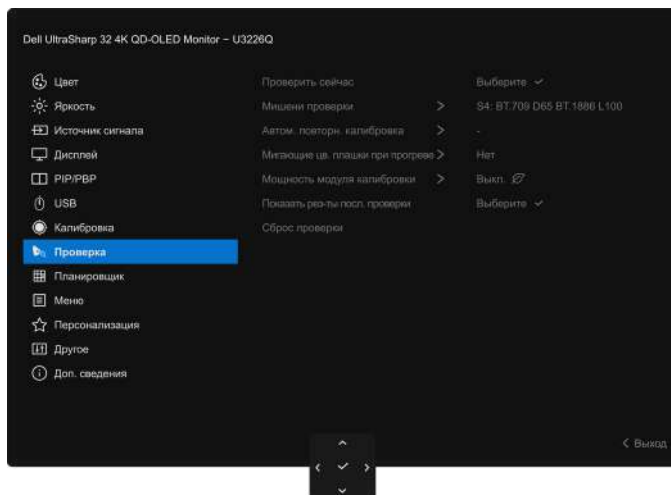 Dell UltraSharp 32 4K QD-OLED Monitor – U3226Q
Цвет
Проверить сейчас Выберите
Яркость
Мишени проверки > S4: BT.709 D65 BT.1886 L100
Источник сигнала
Автом. повторн. калибровка > -
Дисплей
Мигающие цв. плашки при прогреве > Нет
PIP/PBP
Мощность модуля калибровки > Выкл.
USB
Показать рез-ты посл. проверки Выберите
Калибровка
Сброс проверки
Проверка
Планировщик
Меню
Персонализация
Другое
Доп. сведения
Выход